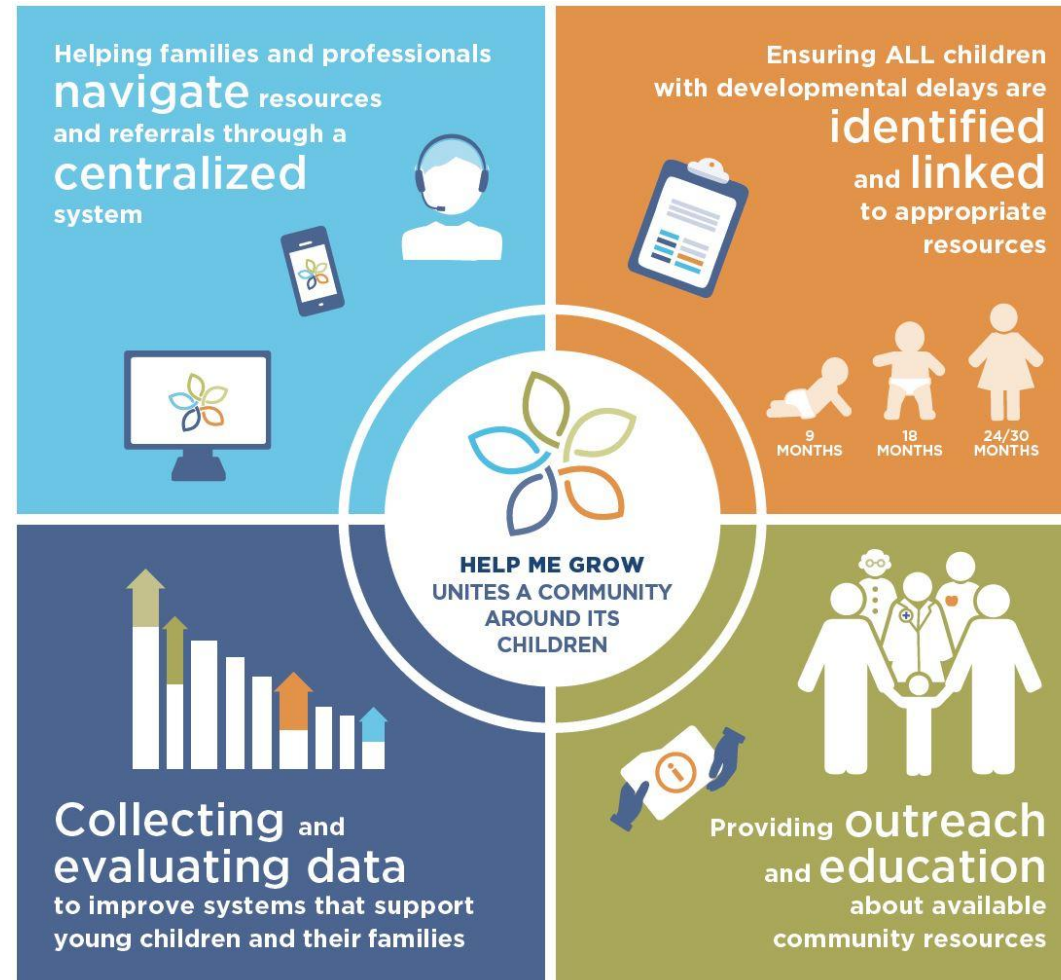 Helping families and professionals
navigate resources
and referrals through a
centralized
system
Ensuring ALL children
with developmental delays are
identified
and linked
to appropriate
resources
9
MONTHS
18
MONTHS
24/30
MONTHS
HELP ME GROW
UNITES A COMMUNITY
AROUND ITS
CHILDREN
Collecting and
evaluating data
to improve systems that support
young children and their families
i
Providing outreach
and education
about available
community resources